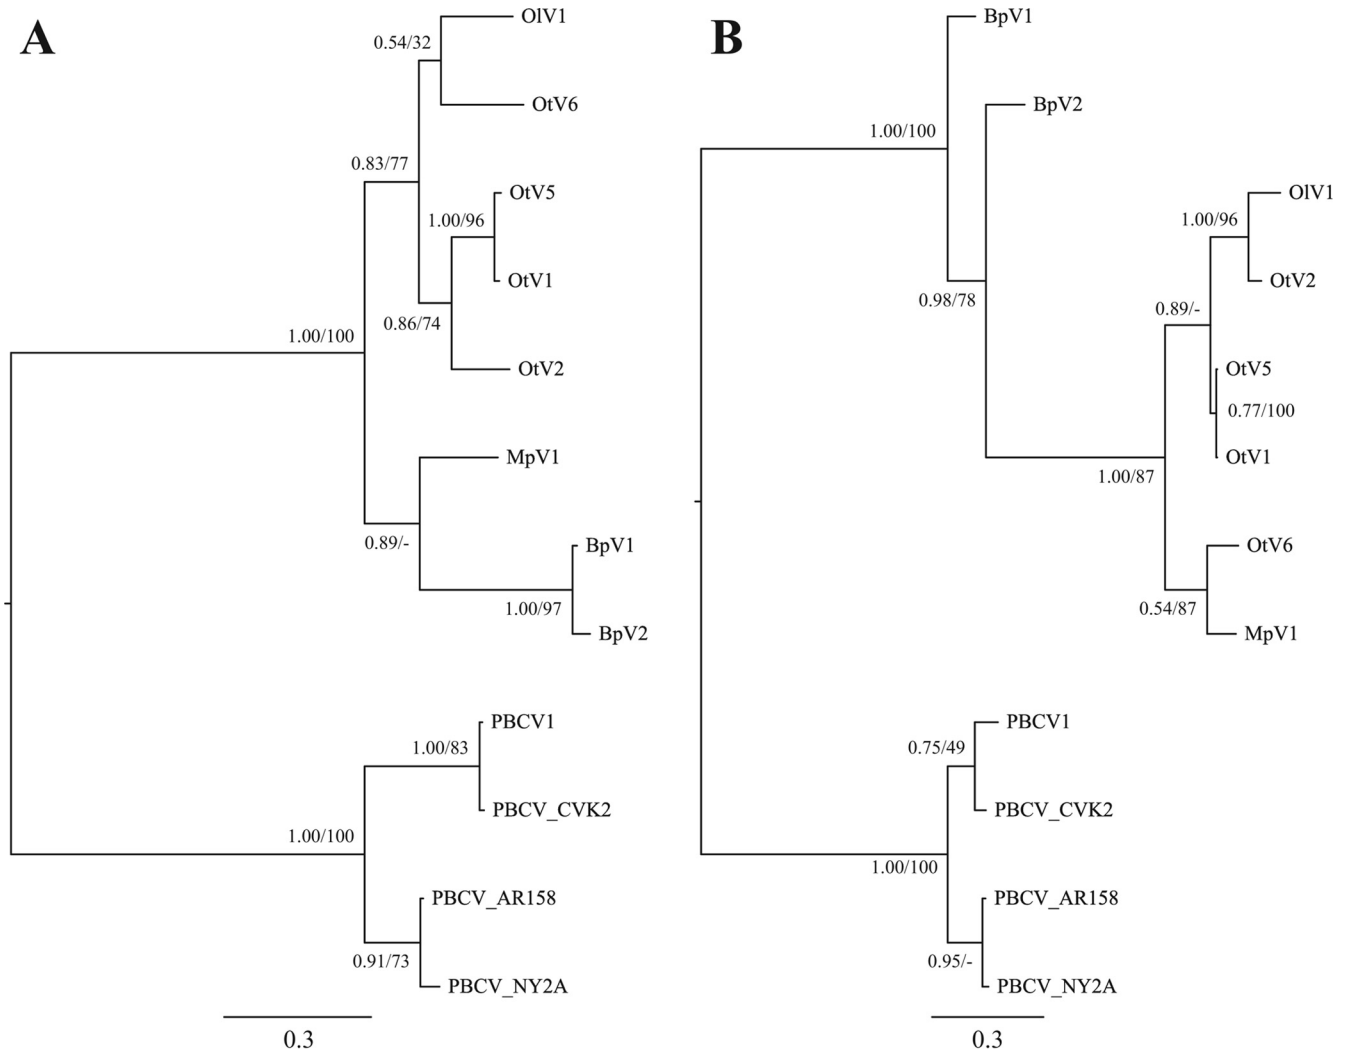 A
OlV1
0.54/32
OtV6
0.83/77
OtV5
1.00/96
OtV1
0.86/74
1.00/100
OtV2
MpV1
0.89/-
BpV1
1.00/97
BpV2
PBCV1
1.00/83
PBCV_CVK2
1.00/100
PBCV_AR158
0.91/73
PBCV_NY2A
0.3
B
BpV1
BpV2
1.00/100
OlV1
1.00/96
OtV2
0.98/78
0.89/-
OtV5
0.77/100
OtV1
1.00/87
OtV6
0.54/87
MpV1
PBCV1
0.75/49
PBCV_CVK2
1.00/100
PBCV_AR158
0.95/-
PBCV_NY2A
0.3